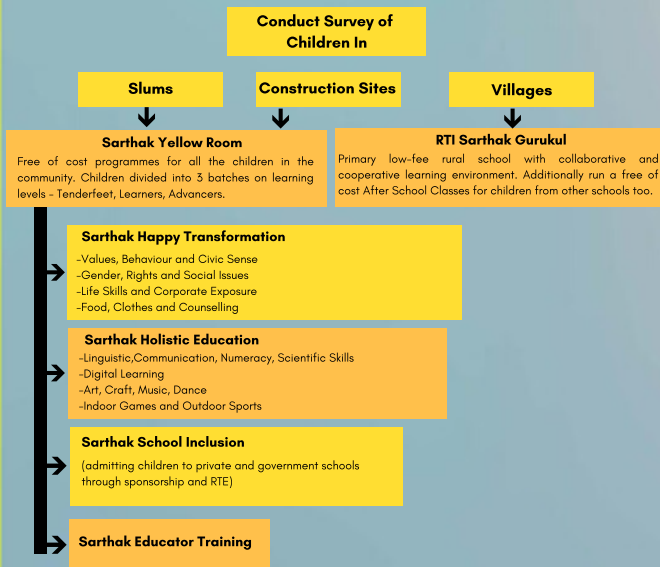 Conduct Survey of
Children In
Slums
Construction Sites
Villages
Sarthak Yellow Room
Free of cost programmes for all the children in the
community. Children divided into 3 batches on learning
levels - Tenderfeet, Learners, Advancers.
RTI Sarthak Gurukul
Primary low-fee rural school with collaborative and
cooperative learning environment. Additionally run a free of
cost After School Classes for children from other schools too.
Sarthak Happy Transformation
-Values, Behaviour and Civic Sense
-Gender, Rights and Social Issues
-Life Skills and Corporate Exposure
-Food, Clothes and Counselling
Sarthak Holistic Education
-Linguistic,Communication, Numeracy, Scientific Skills
-Digital Learning
-Art, Craft, Music, Dance
-Indoor Games and Outdoor Sports
Sarthak School Inclusion
(admitting children to private and government schools
through sponsorship and RTE)
Sarthak Educator Training